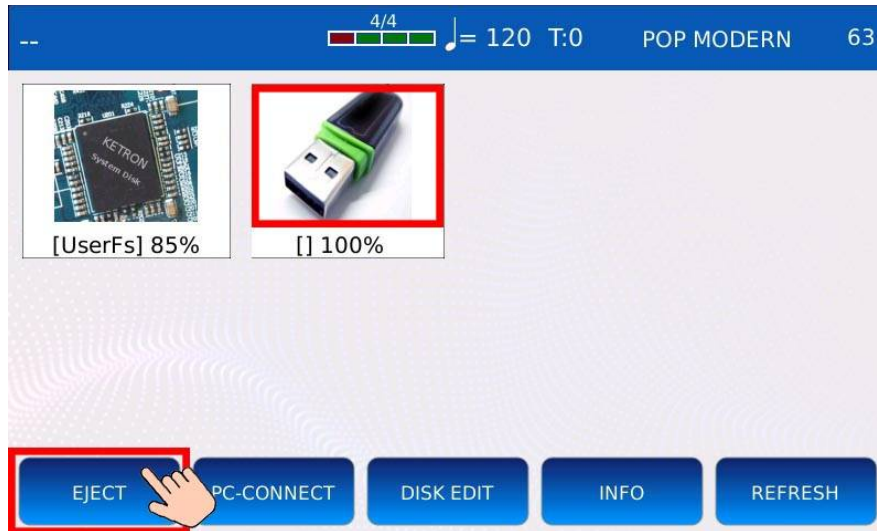 -- 4/4 = 120 T:0 POP MODERN 63
KETRON
System Disk
[UserFs] 85% [] 100%
EJECT PC-CONNECT DISK EDIT INFO REFRESH